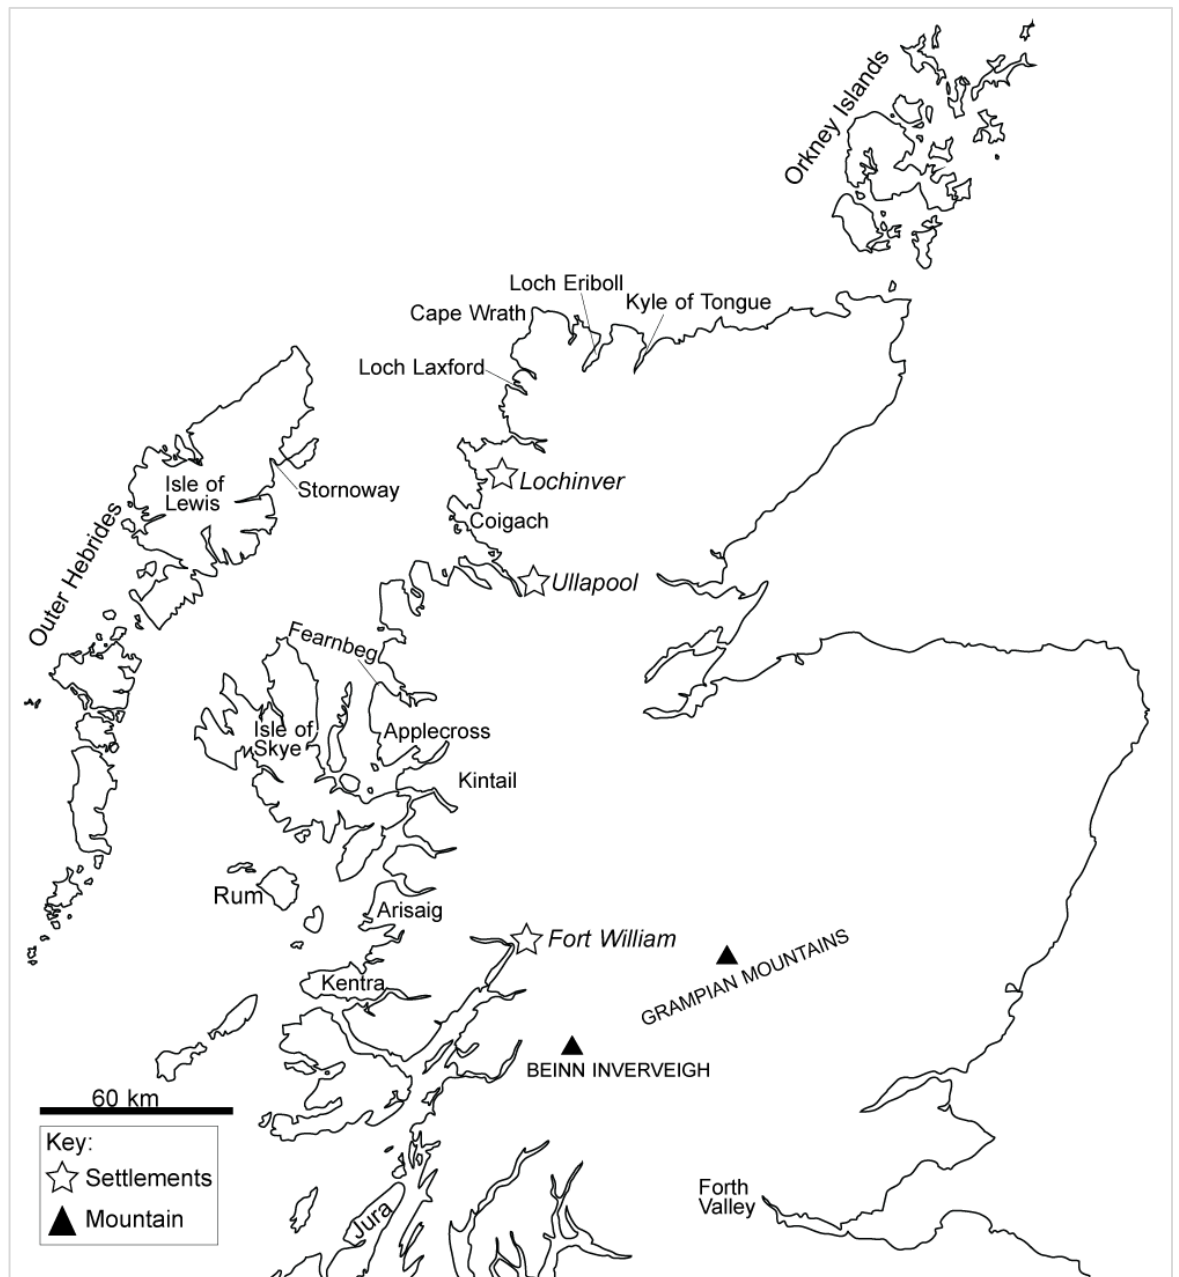 Orkney Islands
Loch Eriboll
Kyle of Tongue
Cape Wrath
Loch Laxford
Isle of
Lewis
Stornoway
Lochinver
Coigach
Outer Hebrides
Ullapool
Fearnbeg
Isle of
Skye
Applecross
Kintail
Rum
Arisaig
Fort William
GRAMPIAN MOUNTAINS
Kentra
BEINN INVERVEIGH
60 km
Key:
Settlements
Mountain
Jura
Forth
Valley